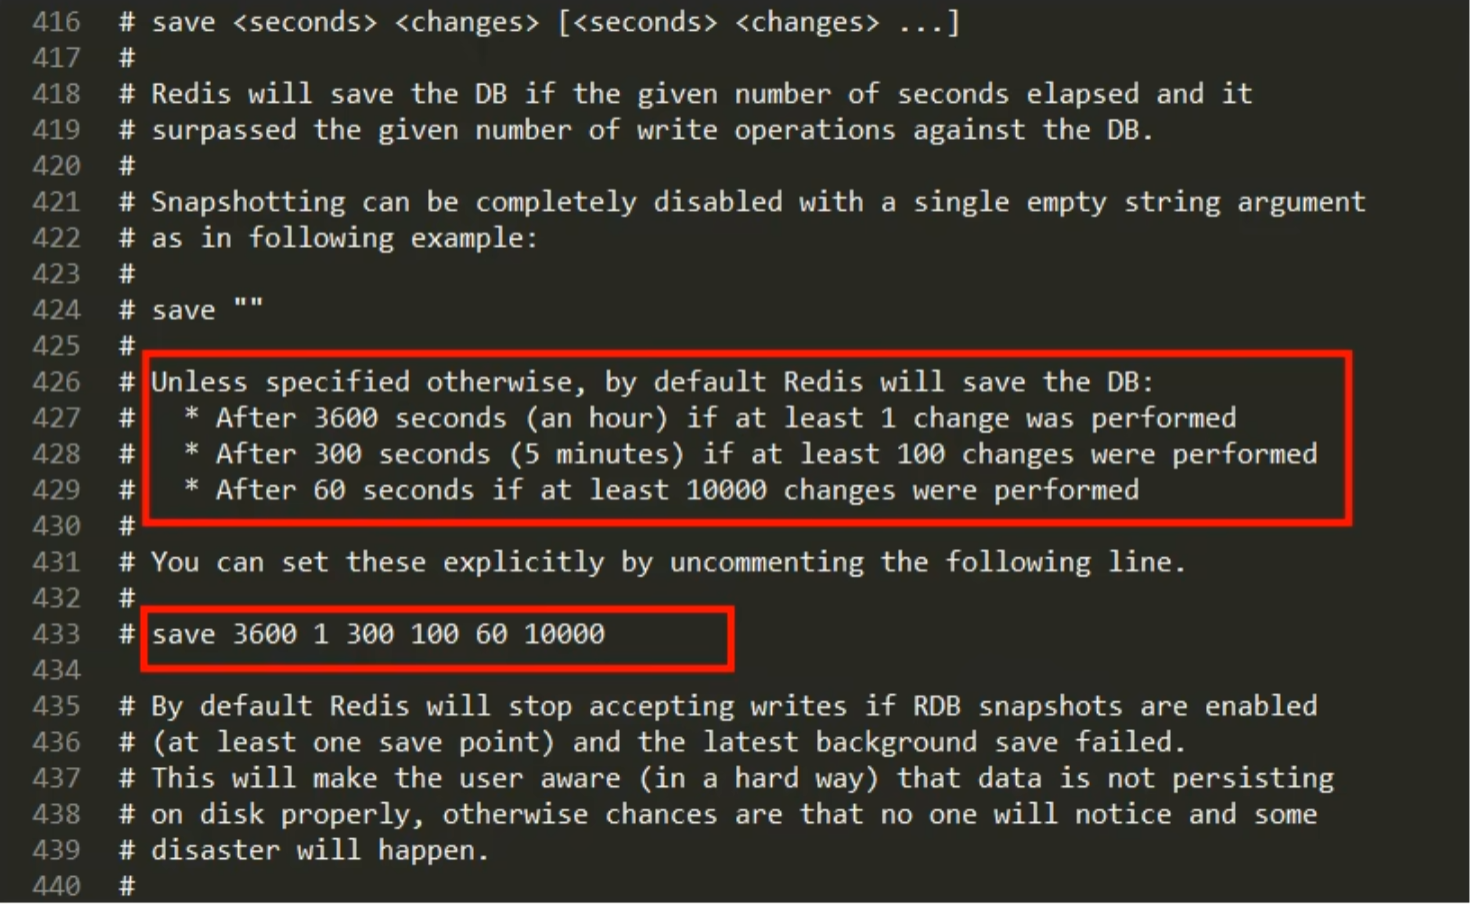 416 # save <seconds> <changes> [<seconds> <changes> ...]
417 #
418 # Redis will save the DB if the given number of seconds elapsed and it
419 # surpassed the given number of write operations against the DB.
420 #
421 # Snapshotting can be completely disabled with a single empty string argument
422 # as in following example:
423 #
424 # save ""
425 #
426 # Unless specified otherwise, by default Redis will save the DB:
427 #   * After 3600 seconds (an hour) if at least 1 change was performed
428 #   * After 300 seconds (5 minutes) if at least 100 changes were performed
429 #   * After 60 seconds if at least 10000 changes were performed
430 #
431 # You can set these explicitly by uncommenting the following line.
432 #
433 # save 3600 1 300 100 60 10000
434
435 # By default Redis will stop accepting writes if RDB snapshots are enabled
436 # (at least one save point) and the latest background save failed.
437 # This will make the user aware (in a hard way) that data is not persisting
438 # on disk properly, otherwise chances are that no one will notice and some
439 # disaster will happen.
440 #